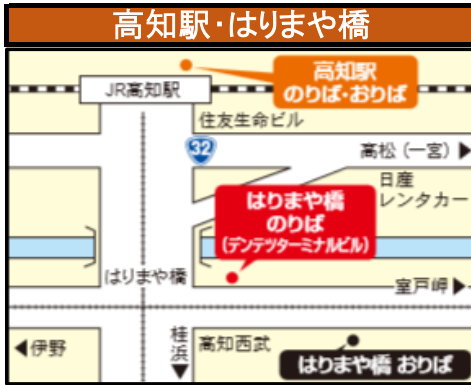 高知駅・はりまや橋
高知駅
のりば・おりば
JR高知駅
住友生命ビル
32
高松（一宮）▶
日産
レンタカー
はりまや橋
のりば
（デンテツターミナルビル）
はりまや橋
室戸岬▶
◀伊野
桂浜▼
高知西武
はりまや橋 おりば